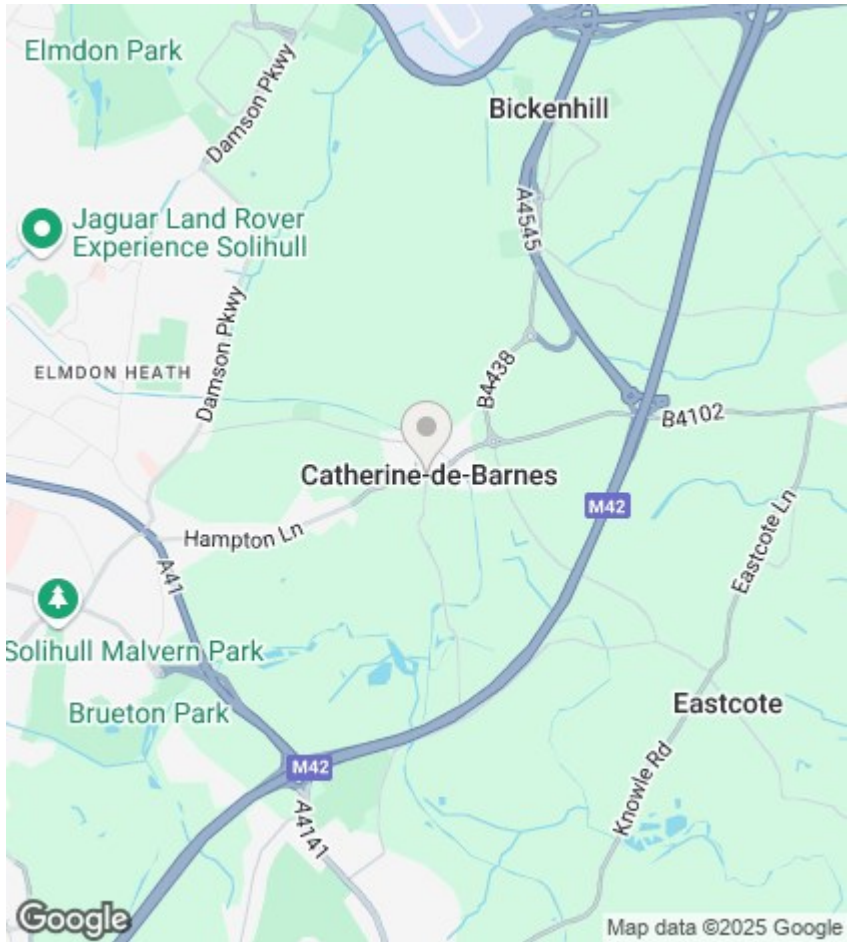 Elmdon Park
Damson Pkwy
Bickenhill
A4545
Jaguar Land Rover
Experience Solihull
Damson Pkwy
ELMDON HEATH
B4438
B4102
Catherine-de-Barnes
M42
Hampton Ln
Eastcote Ln
A41
Solihull Malvern Park
Brueton Park
Eastcote
M42
Knowle Rd
A4141
Google
Map data ©2025 Google